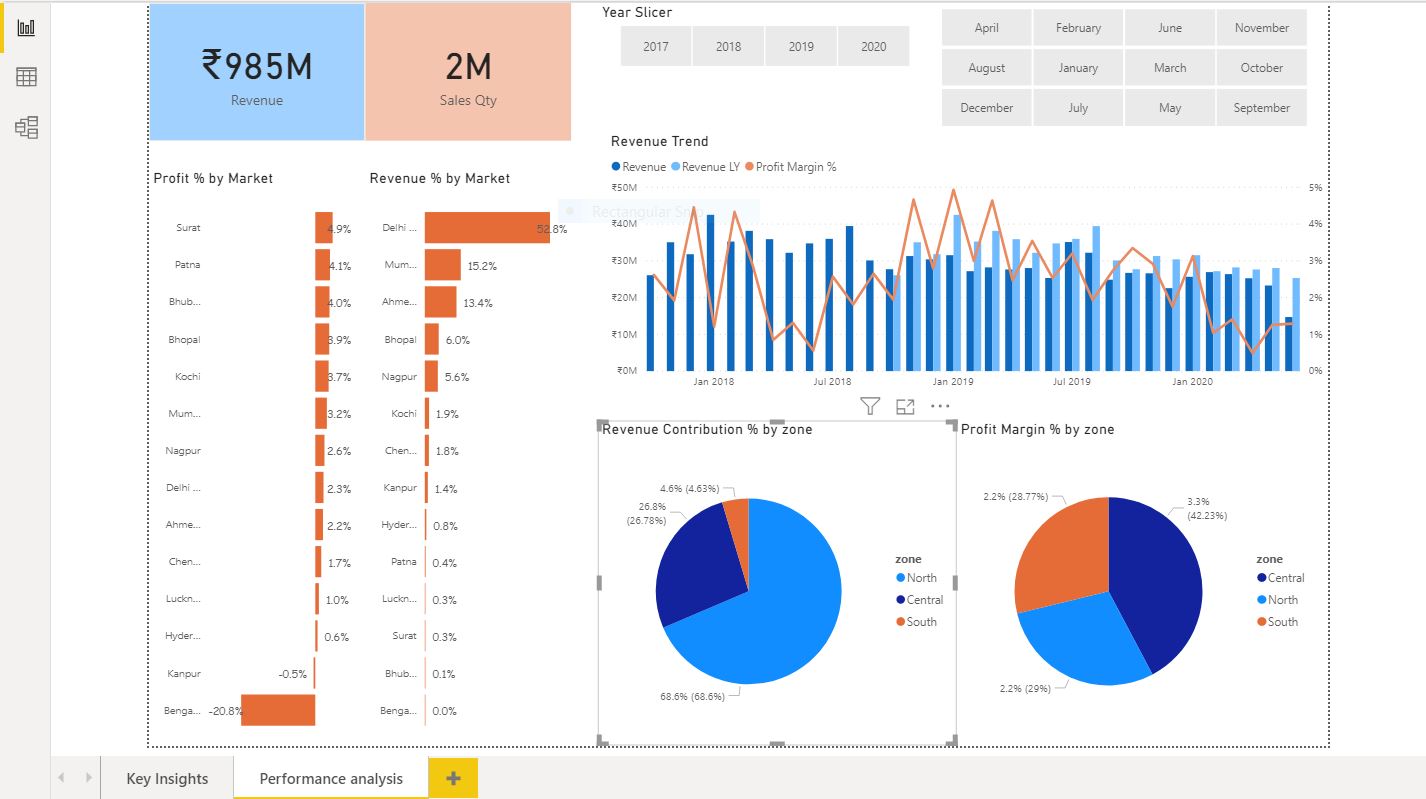 ₹985M
Revenue
2M
Sales Qty
Year Slicer
2017 2018 2019 2020
April February June November
August January March October
December July May September
Profit % by Market
Surat 4.9%
Patna 4.1%
Bhub... 4.0%
Bhopal 3.9%
Kochi 3.7%
Mum... 3.2%
Nagpur 2.6%
Delhi ... 2.3%
Ahme... 2.2%
Chen... 1.7%
Luckn... 1.0%
Hyder... 0.6%
Kanpur -0.5%
Benga... -20.8%
Revenue % by Market
Delhi ... 52.8%
Mum... 15.2%
Ahme... 13.4%
Bhopal 6.0%
Nagpur 5.6%
Kochi 1.9%
Chen... 1.8%
Kanpur 1.4%
Hyder... 0.8%
Patna 0.4%
Luckn... 0.3%
Surat 0.3%
Bhub... 0.1%
Benga... 0.0%
Revenue Trend
Revenue Revenue LY Profit Margin %
₹50M 5%
₹40M 4%
₹30M 3%
₹20M 2%
₹10M 1%
₹0M 0%
Jan 2018 Jul 2018 Jan 2019 Jul 2019 Jan 2020
Rectangular
Revenue Contribution % by zone
4.6% (4.63%)
26.8%
(26.78%)
68.6% (68.6%)
zone
North
Central
South
Profit Margin % by zone
2.2% (28.77%)
3.3%
(42.23%)
2.2% (29%)
zone
Central
North
South
Key Insights Performance analysis +